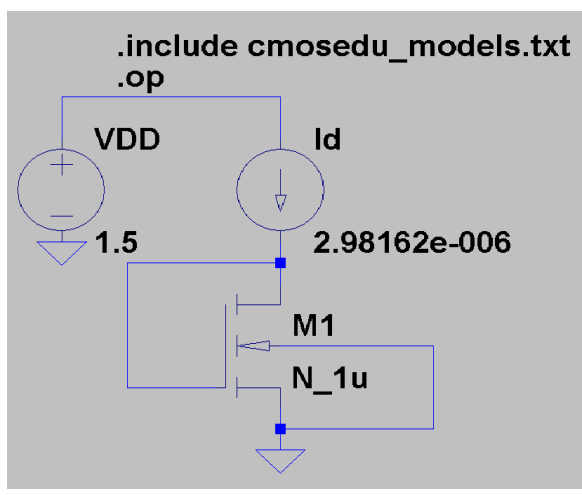 .include cmosedu_models.txt
.op
VDD
Id
1.5
2.98162e-006
M1
N_1u